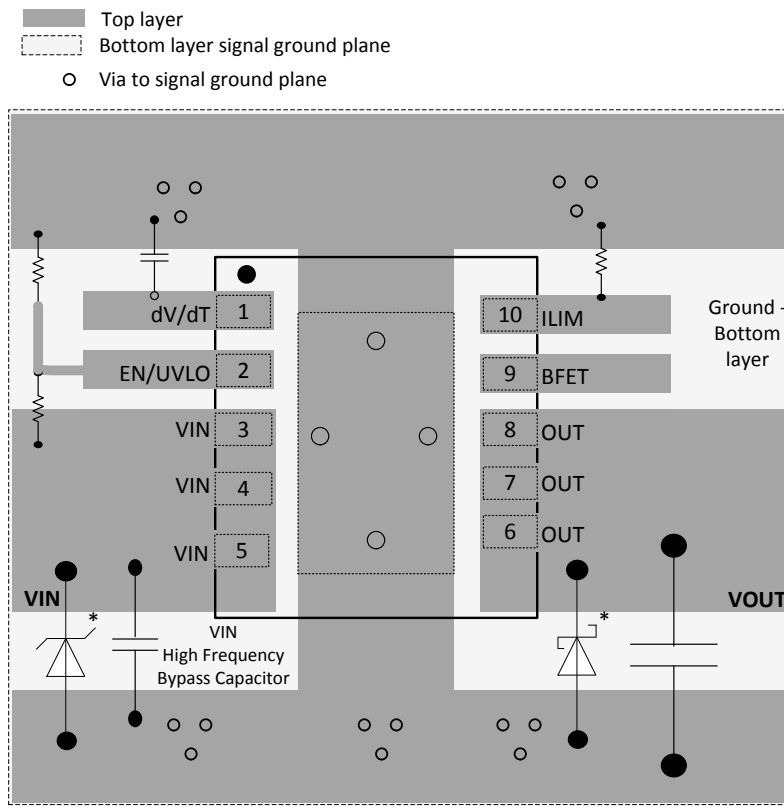 Top layer
Bottom layer signal ground plane
Via to signal ground plane
dV/dT 1
10 ILIM
Ground -
Bottom
layer
EN/UVLO 2
9 BFET
VIN 3
8 OUT
VIN 4
7 OUT
VIN 5
6 OUT
VIN
*
VIN
High Frequency
Bypass Capacitor
*
VOUT